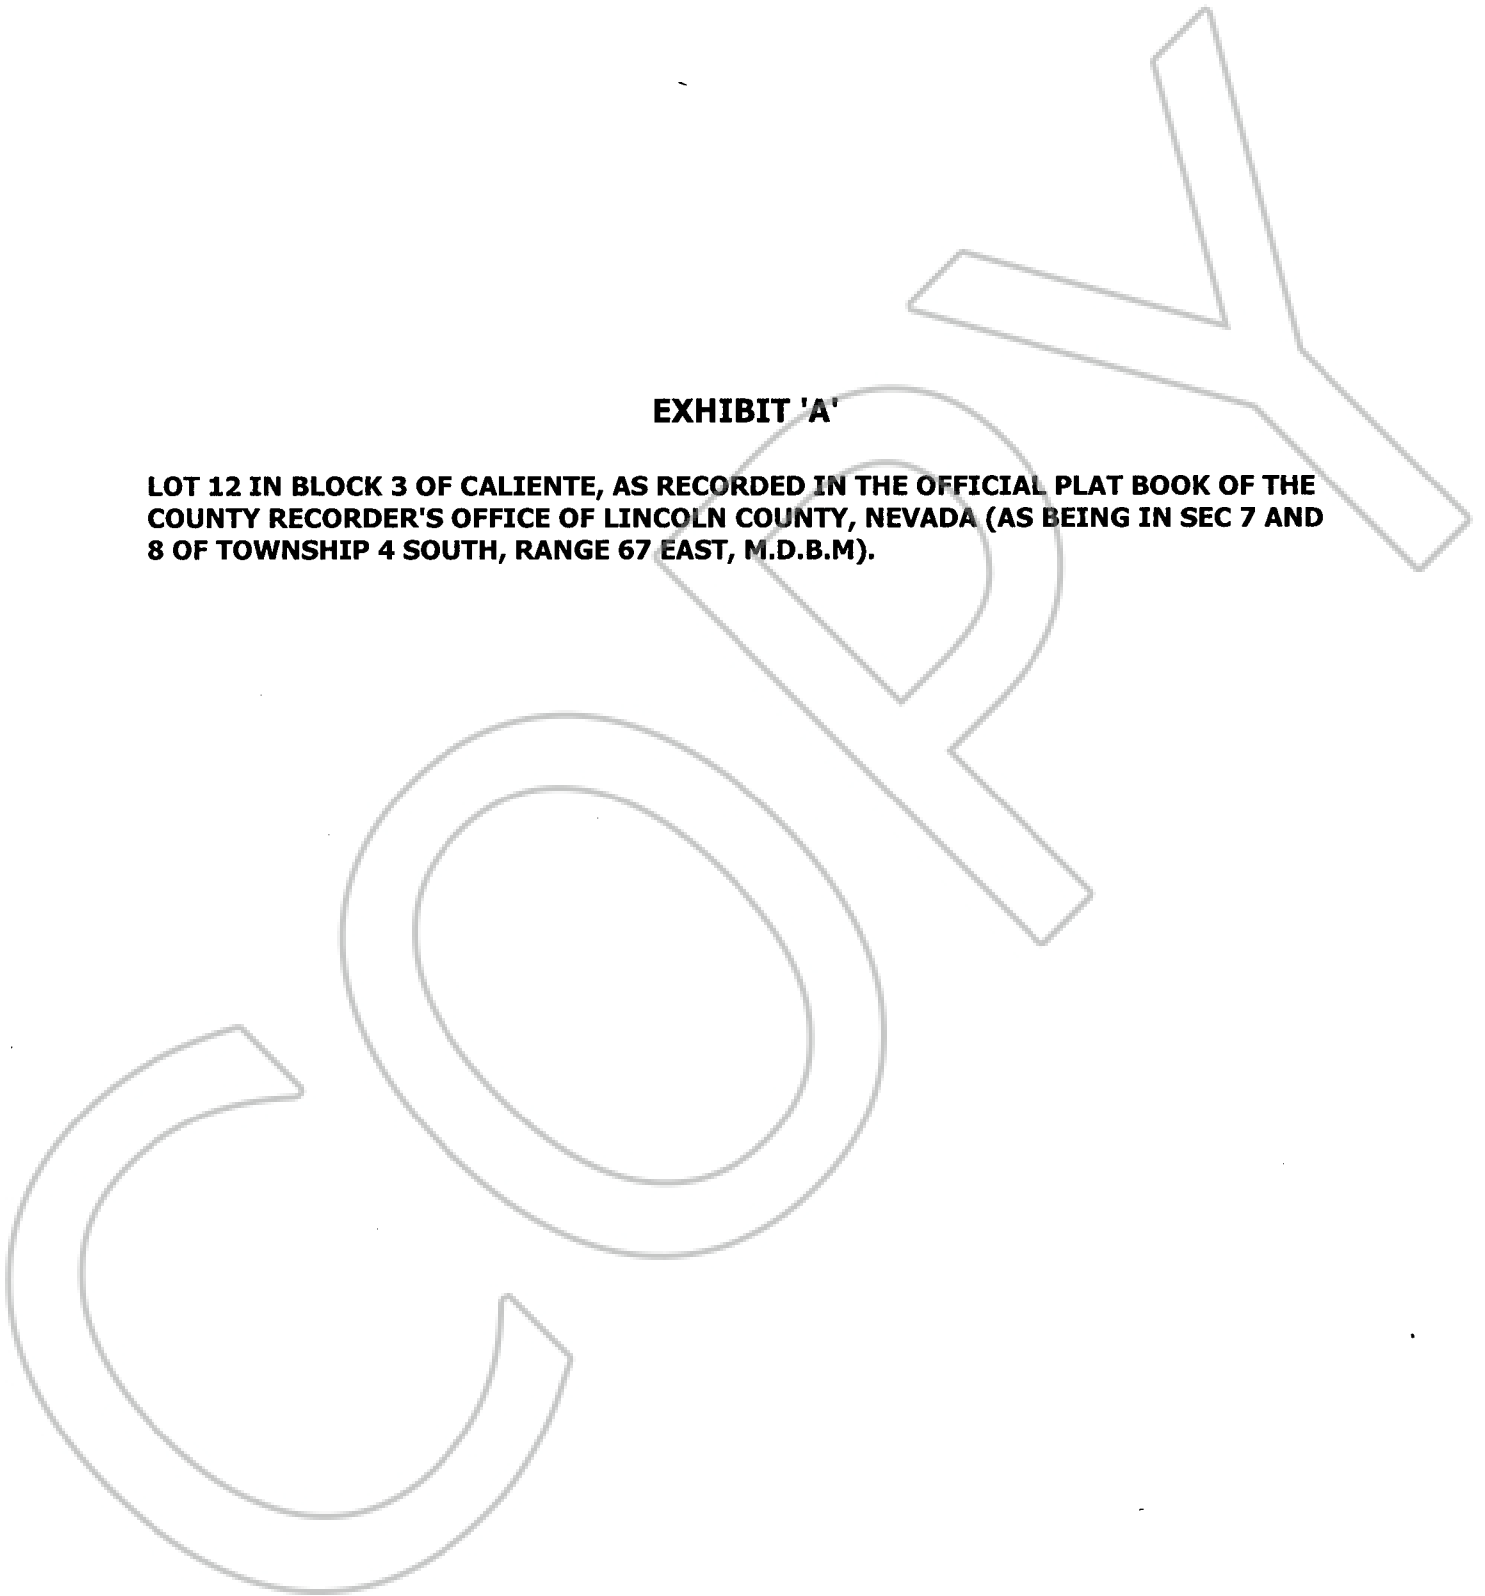 EXHIBIT 'A'
LOT 12 IN BLOCK 3 OF CALIENTE, AS RECORDED IN THE OFFICIAL PLAT BOOK OF THE
COUNTY RECORDER'S OFFICE OF LINCOLN COUNTY, NEVADA (AS BEING IN SEC 7 AND
8 OF TOWNSHIP 4 SOUTH, RANGE 67 EAST, M.D.B.M).
COPY